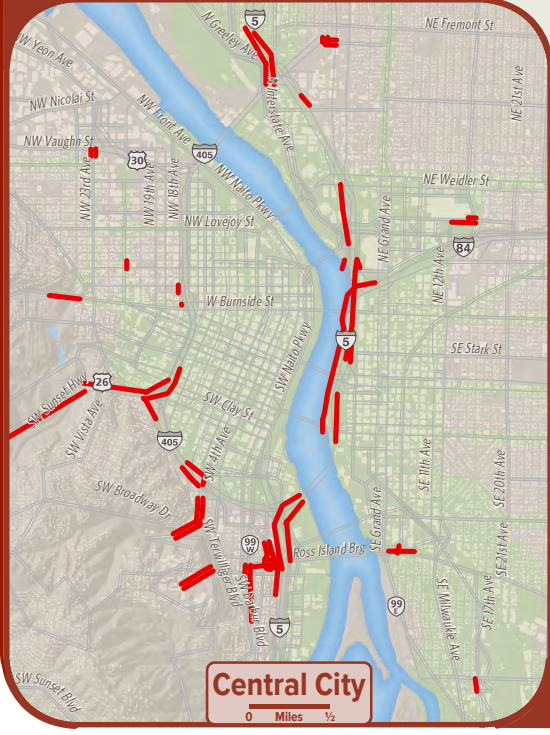 5
NE Fremont St
N Greeley Ave
NW Yeon Ave
NE 21st Ave
NW Nicolai St
NW Front Ave
N Interstate Ave
NW Vaughn St
405
30
NW 23rd Ave
NW 19th Ave
NW 18th Ave
NW Naito Pkwy
NE Weidler St
NW Lovejoy St
NE Grand Ave
84
NE 12th Ave
W Burnside St
5
SE Stark St
SW Naito Pkwy
26
SW Sunset Hwy
SW Vista Ave
SW Clay St
405
SW 4th Ave
SE 11th Ave
SE 20th Ave
SW Broadway Dr
SE Grand Ave
SE 21st Ave
SW Terwilliger Blvd
99
W
Ross Island Brg
SW Barbur Blvd
99
E
SE Milwaukie Ave
SE 17th Ave
5
SW Sunset Blvd
Central City
0 Miles ½